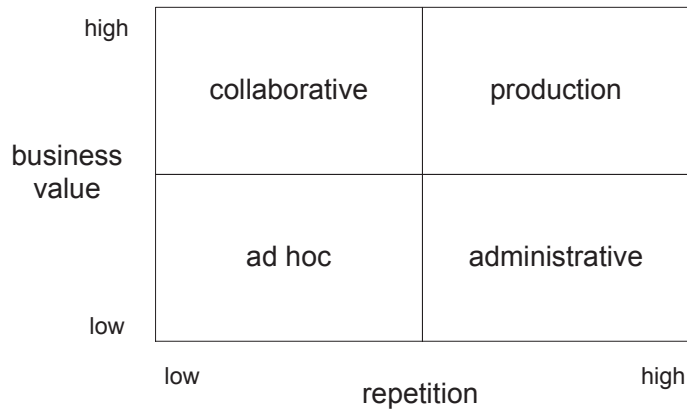 high
collaborative
production
business
value
ad hoc
administrative
low
low
high
repetition